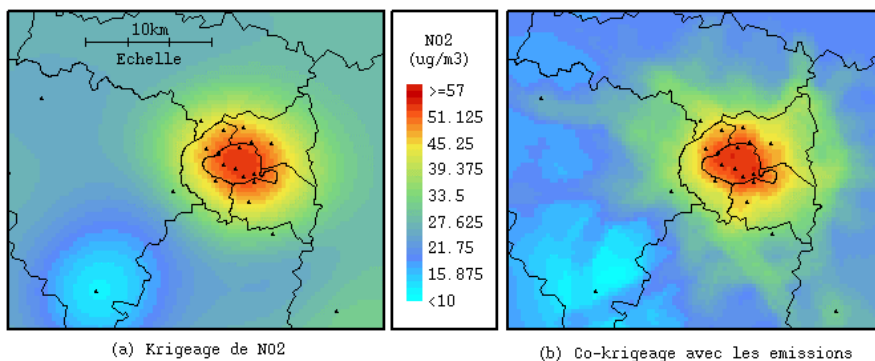 10km
Echelle
NO2
(ug/m3)
>=57
51.125
45.25
39.375
33.5
27.625
21.75
15.875
<10
(a) Krigeage de NO2
(b) Co-krigeage avec les emissions